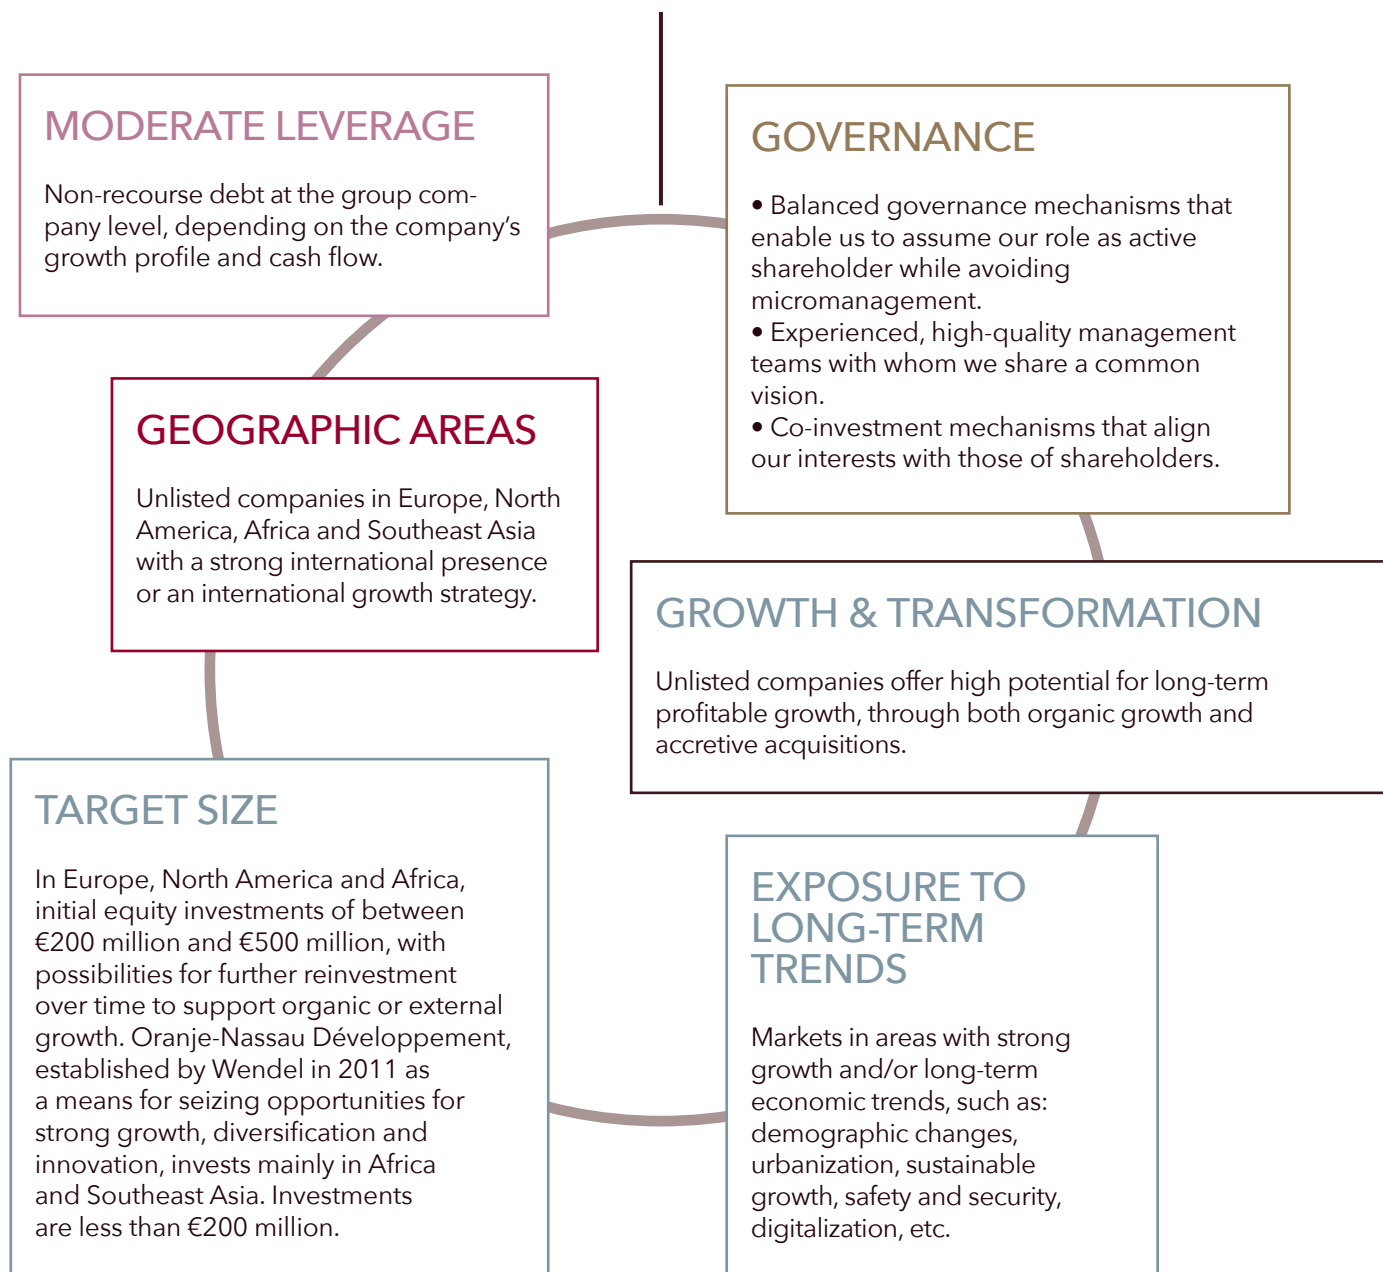 MODERATE LEVERAGE
Non-recourse debt at the group com-
pany level, depending on the company’s
growth profile and cash flow.
GOVERNANCE
• Balanced governance mechanisms that
enable us to assume our role as active
shareholder while avoiding
micromanagement.
• Experienced, high-quality management
teams with whom we share a common
vision.
• Co-investment mechanisms that align
our interests with those of shareholders.
GEOGRAPHIC AREAS
Unlisted companies in Europe, North
America, Africa and Southeast Asia
with a strong international presence
or an international growth strategy.
GROWTH & TRANSFORMATION
Unlisted companies offer high potential for long-term
profitable growth, through both organic growth and
accretive acquisitions.
TARGET SIZE
In Europe, North America and Africa,
initial equity investments of between
€200 million and €500 million, with
possibilities for further reinvestment
over time to support organic or external
growth. Oranje-Nassau Développement,
established by Wendel in 2011 as
a means for seizing opportunities for
strong growth, diversification and
innovation, invests mainly in Africa
and Southeast Asia. Investments
are less than €200 million.
EXPOSURE TO
LONG-TERM
TRENDS
Markets in areas with strong
growth and/or long-term
economic trends, such as:
demographic changes,
urbanization, sustainable
growth, safety and security,
digitalization, etc.